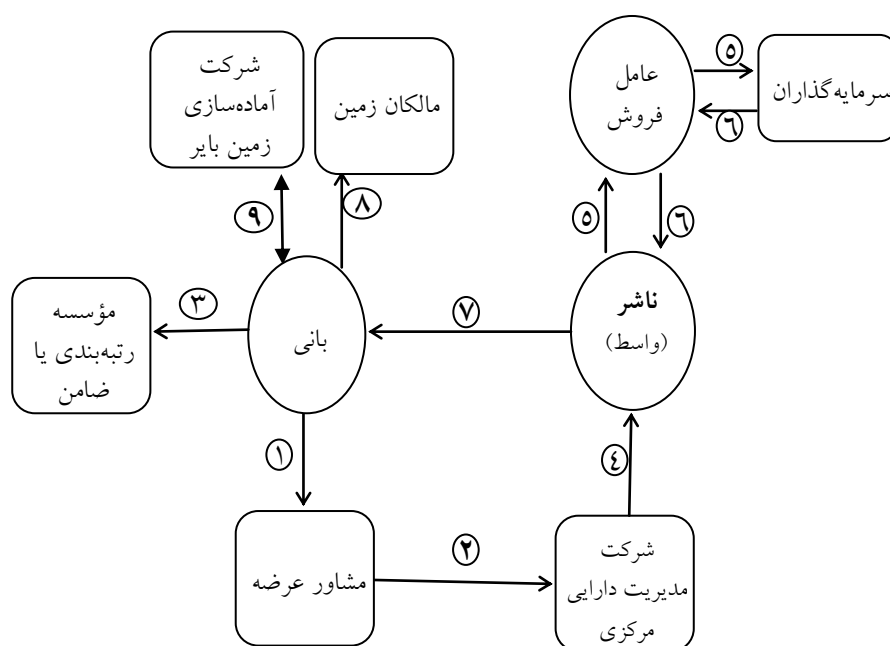 شرکت
آماده‌سازی
زمین بایر
مالکان زمین
عامل
فروش
۵
سرمایه‌گذاران
۶
۹
۸
۵
۶
مؤسسه
رتبه‌بندی یا
ضامن
۳
بانی
۷
ناشر
(واسط)
۱
۴
مشاور عرضه
۲
شرکت
مدیریت دارایی
مرکزی